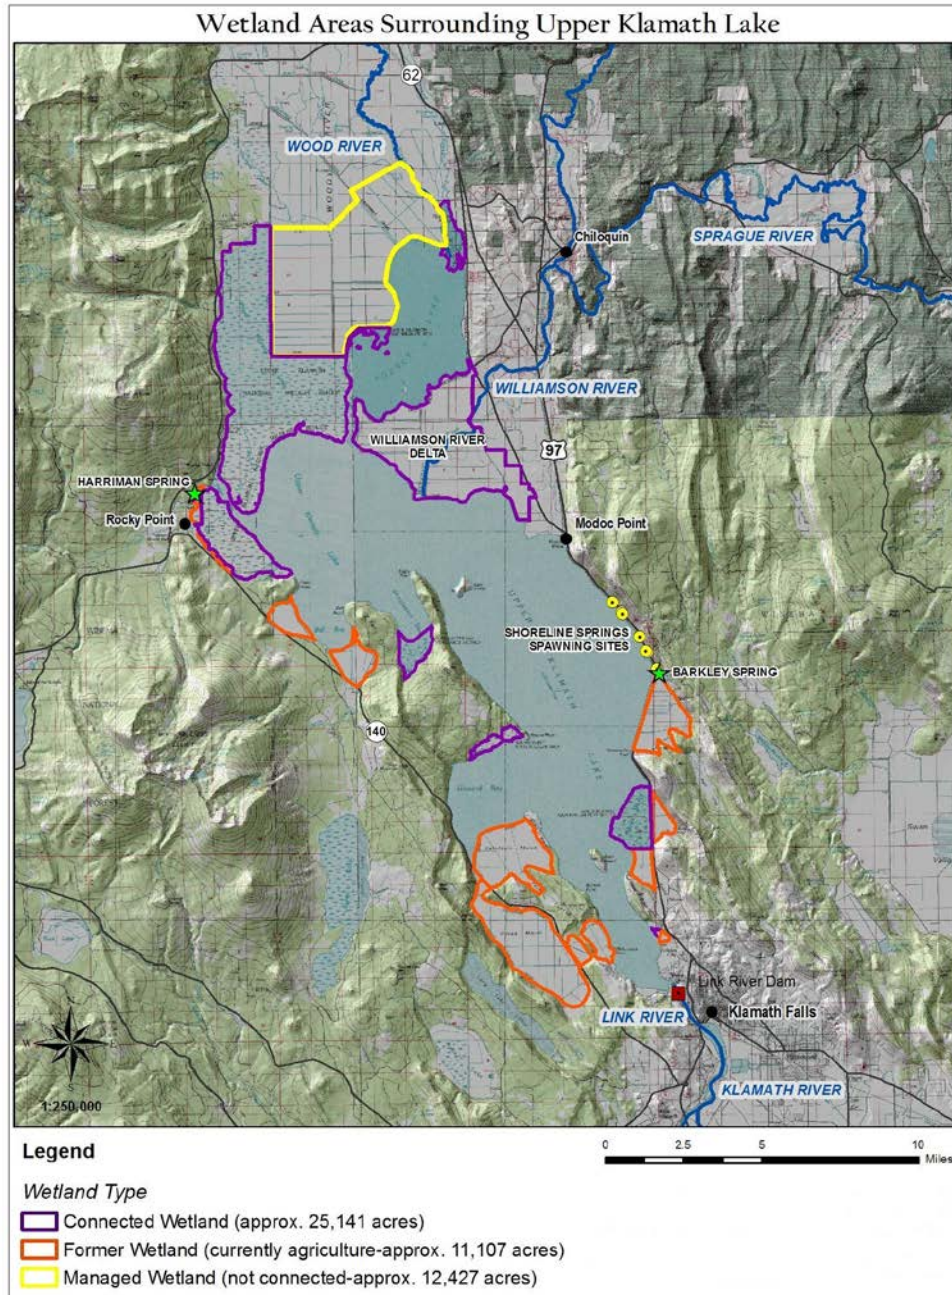 Wetland Areas Surrounding Upper Klamath Lake
62
WOOD RIVER
Chiloquin
SPRAGUE RIVER
WILLIAMSON RIVER
WILLIAMSON RIVER
DELTA
97
HARRIMAN SPRING
Rocky Point
Modoc Point
SHORELINE SPRINGS
SPAWNING SITES
BARKLEY SPRING
140
UPPER KLAMATH
LAKE
Link River Dam
LINK RIVER
Klamath Falls
KLAMATH RIVER
N
W
E
S
1:250,000
Legend
0 2.5 5 10
Miles
Wetland Type
Connected Wetland (approx. 25,141 acres)
Former Wetland (currently agriculture-approx. 11,107 acres)
Managed Wetland (not connected-approx. 12,427 acres)